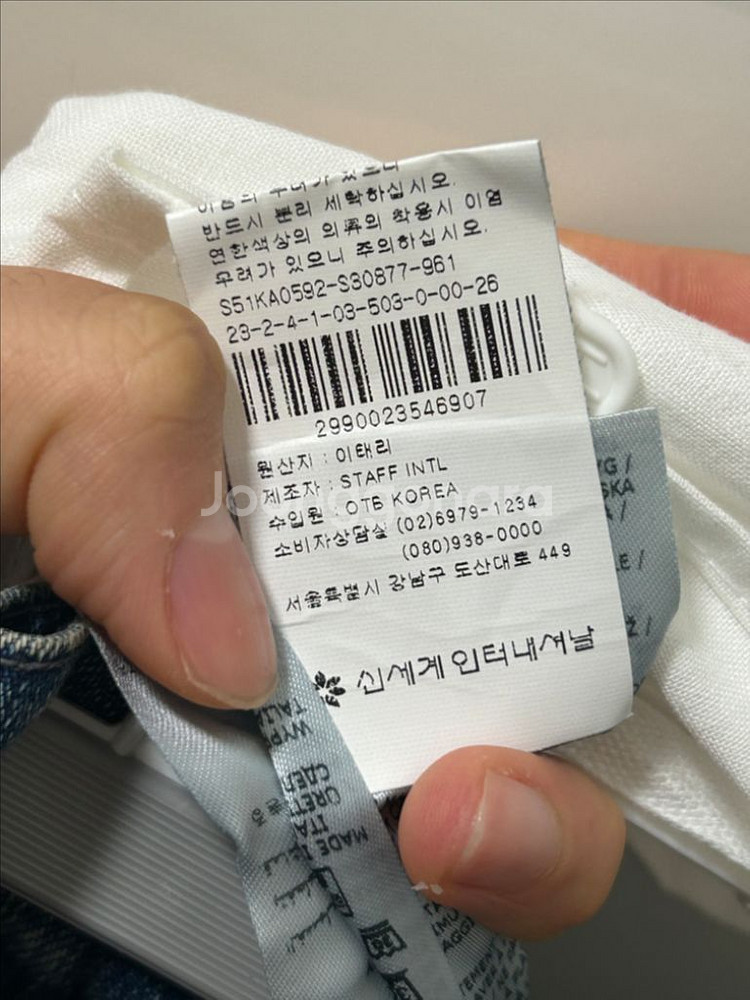 반드시 분리 세탁하십시오.
연한색상의 의류의 착용시 이염
우려가 있으니 주의하십시오.
S51KA0592-S30877-961
23-2-4-1-03-503-0-00-26
2990023546907
원산지 : 이태리
제조자 : STAFF INTL
수입원 : OTB KOREA
소비자상담실 (02)6979-1234
(080)938-0000
서울특별시 강남구 도산대로 449
신세계인터내셔날
Joonggonara
MADE